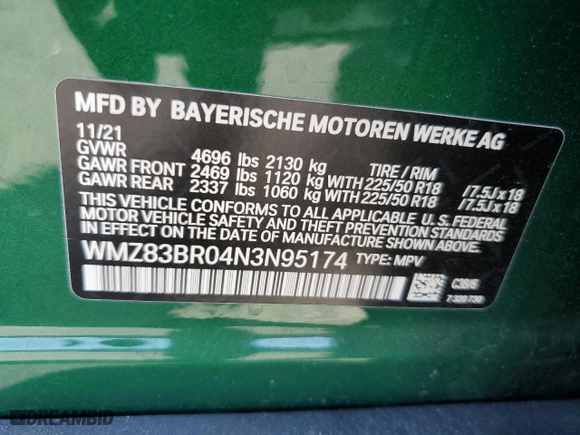 MFD BY BAYERISCHE MOTOREN WERKE AG
11/21
GVWR 4696 lbs 2130 kg TIRE / RIM
GAWR FRONT 2469 lbs 1120 kg WITH 225/50 R18 /7.5J x 18
GAWR REAR 2337 lbs 1060 kg WITH 225/50 R18 /7.5J x 18
THIS VEHICLE CONFORMS TO ALL APPLICABLE U.S. FEDERAL
MOTOR VEHICLE SAFETY AND THEFT PREVENTION STANDARDS
IN EFFECT ON THE DATE OF MANUFACTURE SHOWN ABOVE.
WMZ83BR04N3N95174 TYPE: MPV
7 320 738
DREAMBID